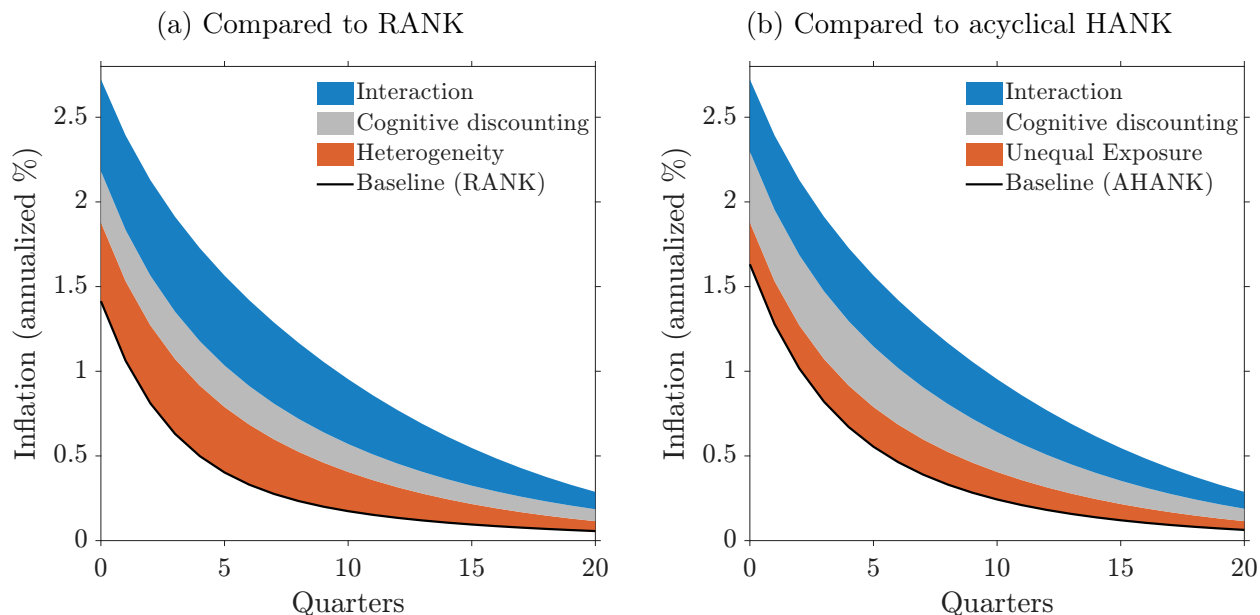 (a) Compared to RANK
Inflation (annualized %)
2.5
2
1.5
1
0.5
0
Interaction
Cognitive discounting
Heterogeneity
Baseline (RANK)
0 5 10 15 20
Quarters
(b) Compared to acyclical HANK
Inflation (annualized %)
2.5
2
1.5
1
0.5
0
Interaction
Cognitive discounting
Unequal Exposure
Baseline (AHANK)
0 5 10 15 20
Quarters